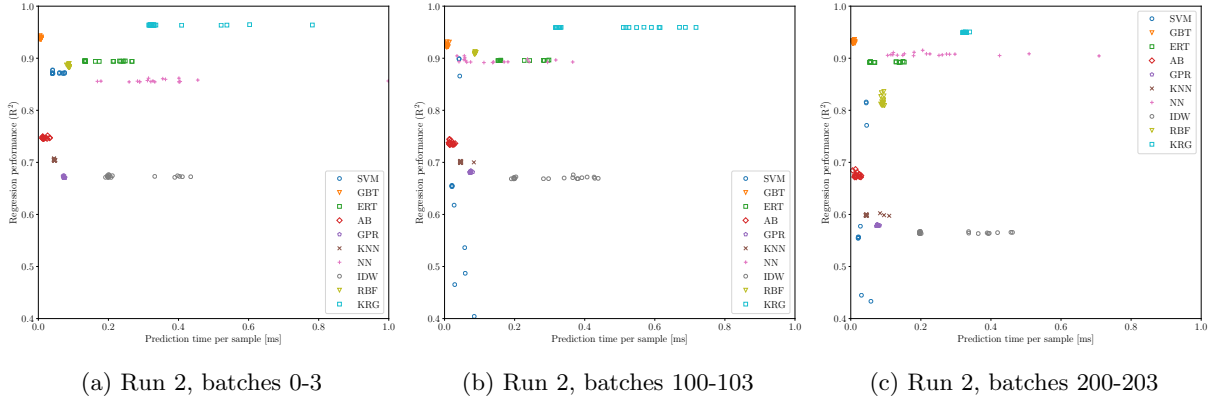 1.0
0.9
0.8
0.7
0.6
0.5
0.4
Regression performance (R²)
0.0 0.2 0.4 0.6 0.8 1.0
Prediction time per sample [ms]
SVM
GBT
ERT
AB
GPR
KNN
NN
IDW
RBF
KRG
(a) Run 2, batches 0-3
1.0
0.9
0.8
0.7
0.6
0.5
0.4
Regression performance (R²)
0.0 0.2 0.4 0.6 0.8 1.0
Prediction time per sample [ms]
SVM
GBT
ERT
AB
GPR
KNN
NN
IDW
RBF
KRG
(b) Run 2, batches 100-103
1.0
0.9
0.8
0.7
0.6
0.5
0.4
Regression performance (R²)
0.0 0.2 0.4 0.6 0.8 1.0
Prediction time per sample [ms]
SVM
GBT
ERT
AB
GPR
KNN
NN
IDW
RBF
KRG
(c) Run 2, batches 200-203